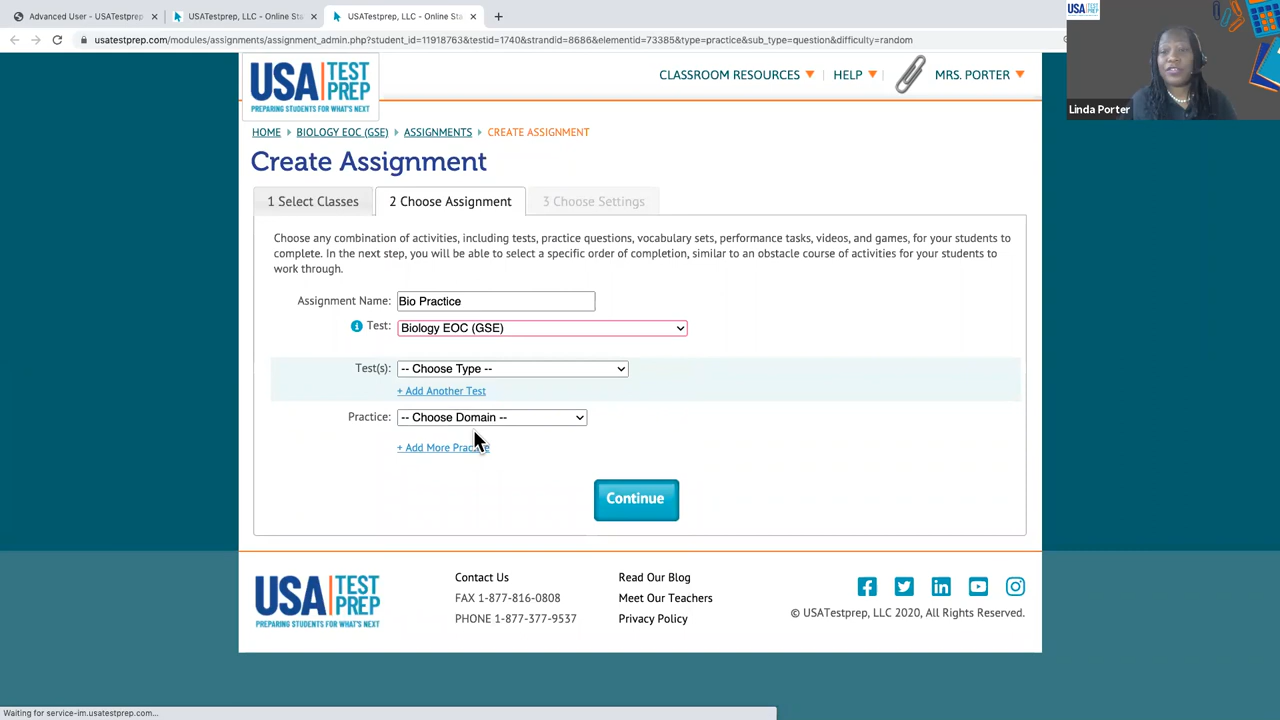 Advanced User - USATestprep, LLC
USATestprep, LLC - Online Sta
USATestprep, LLC - Online Sta
usatestprep.com/modules/assignments/assignment_admin.php?student_id=11918763&testid=1740&strandid=8686&elementid=73385&type=practice&sub_type=question&difficulty=random
USA TEST PREP
Linda Porter
USA TEST PREP
PREPARING STUDENTS FOR WHAT'S NEXT
CLASSROOM RESOURCES HELP MRS. PORTER
HOME BIOLOGY EOC (GSE) ASSIGNMENTS CREATE ASSIGNMENT
Create Assignment
1 Select Classes 2 Choose Assignment 3 Choose Settings
Choose any combination of activities, including tests, practice questions, vocabulary sets, performance tasks, videos, and games, for your students to
complete. In the next step, you will be able to select a specific order of completion, similar to an obstacle course of activities for your students to
work through.
Assignment Name: Bio Practice
Test: Biology EOC (GSE)
Test(s): -- Choose Type --
+ Add Another Test
Practice: -- Choose Domain --
+ Add More Practice
Continue
USA TEST PREP
PREPARING STUDENTS FOR WHAT'S NEXT
Contact Us
FAX 1-877-816-0808
PHONE 1-877-377-9537
Read Our Blog
Meet Our Teachers
Privacy Policy
© USATestprep, LLC 2020, All Rights Reserved.
Waiting for service-im.usatestprep.com...